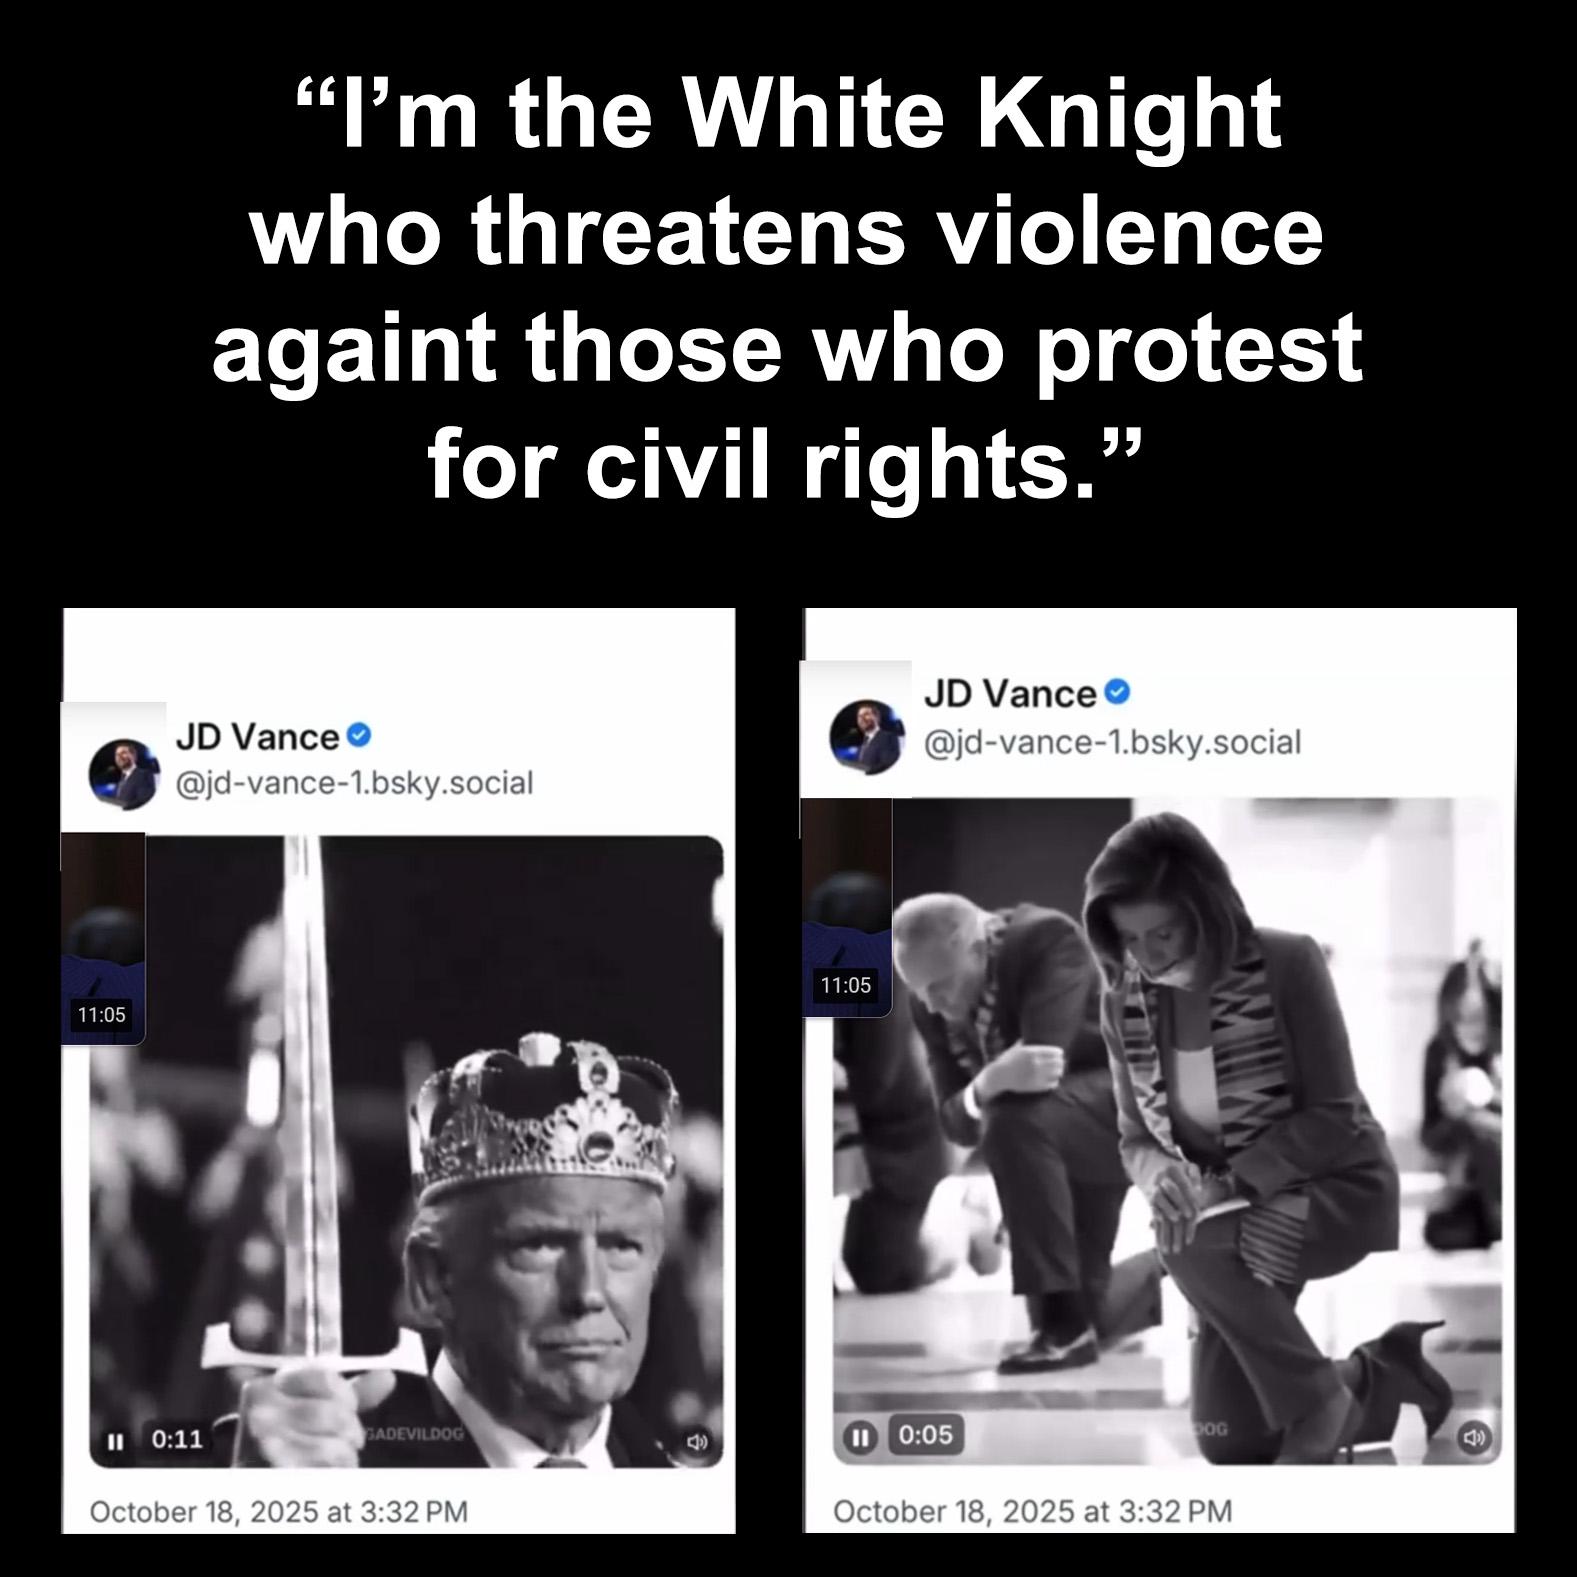 “I’m the White Knight
who threatens violence
againt those who protest
for civil rights.”
JD Vance
@jd-vance-1.bsky.social
11:05
0:11
GADEVILDOG
October 18, 2025 at 3:32 PM
JD Vance
@jd-vance-1.bsky.social
11:05
0:05
October 18, 2025 at 3:32 PM